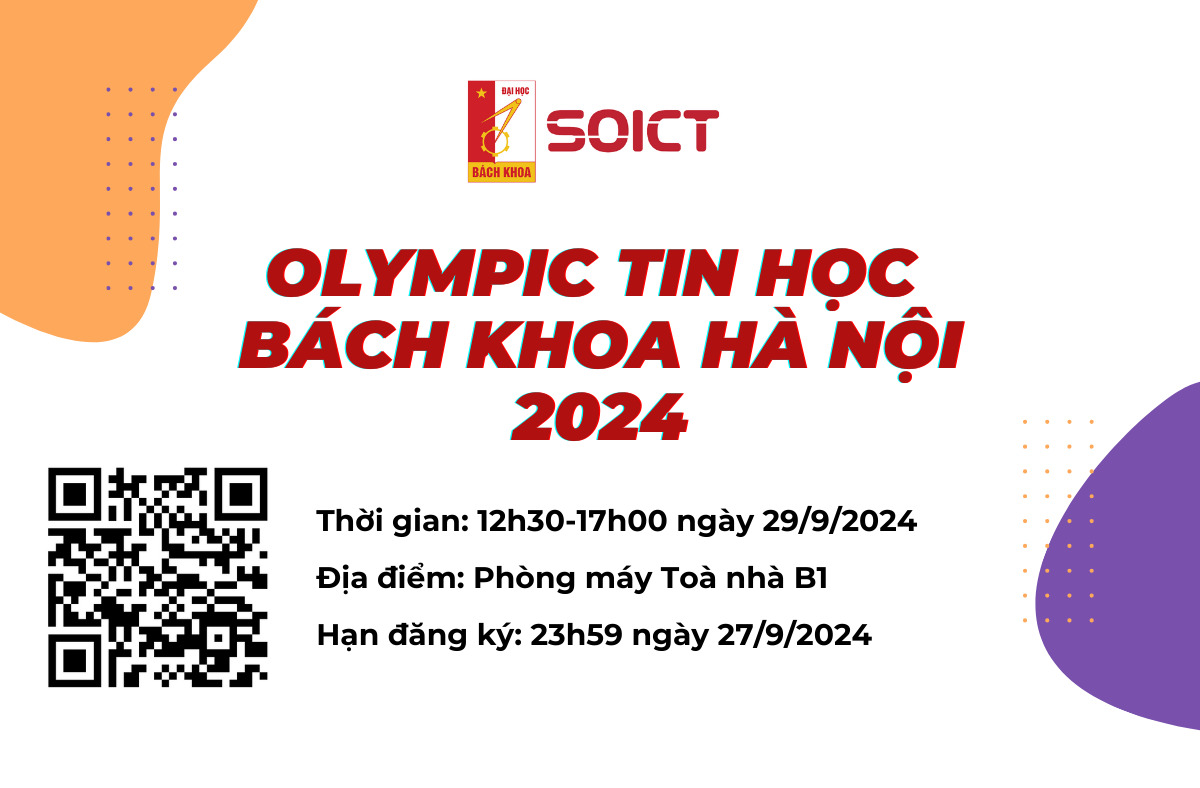 ĐẠI HỌC
BÁCH KHOA
SOICT
OLYMPIC TIN HỌC
BÁCH KHOA HÀ NỘI
2024
Thời gian: 12h30-17h00 ngày 29/9/2024
Địa điểm: Phòng máy Toà nhà B1
Hạn đăng ký: 23h59 ngày 27/9/2024